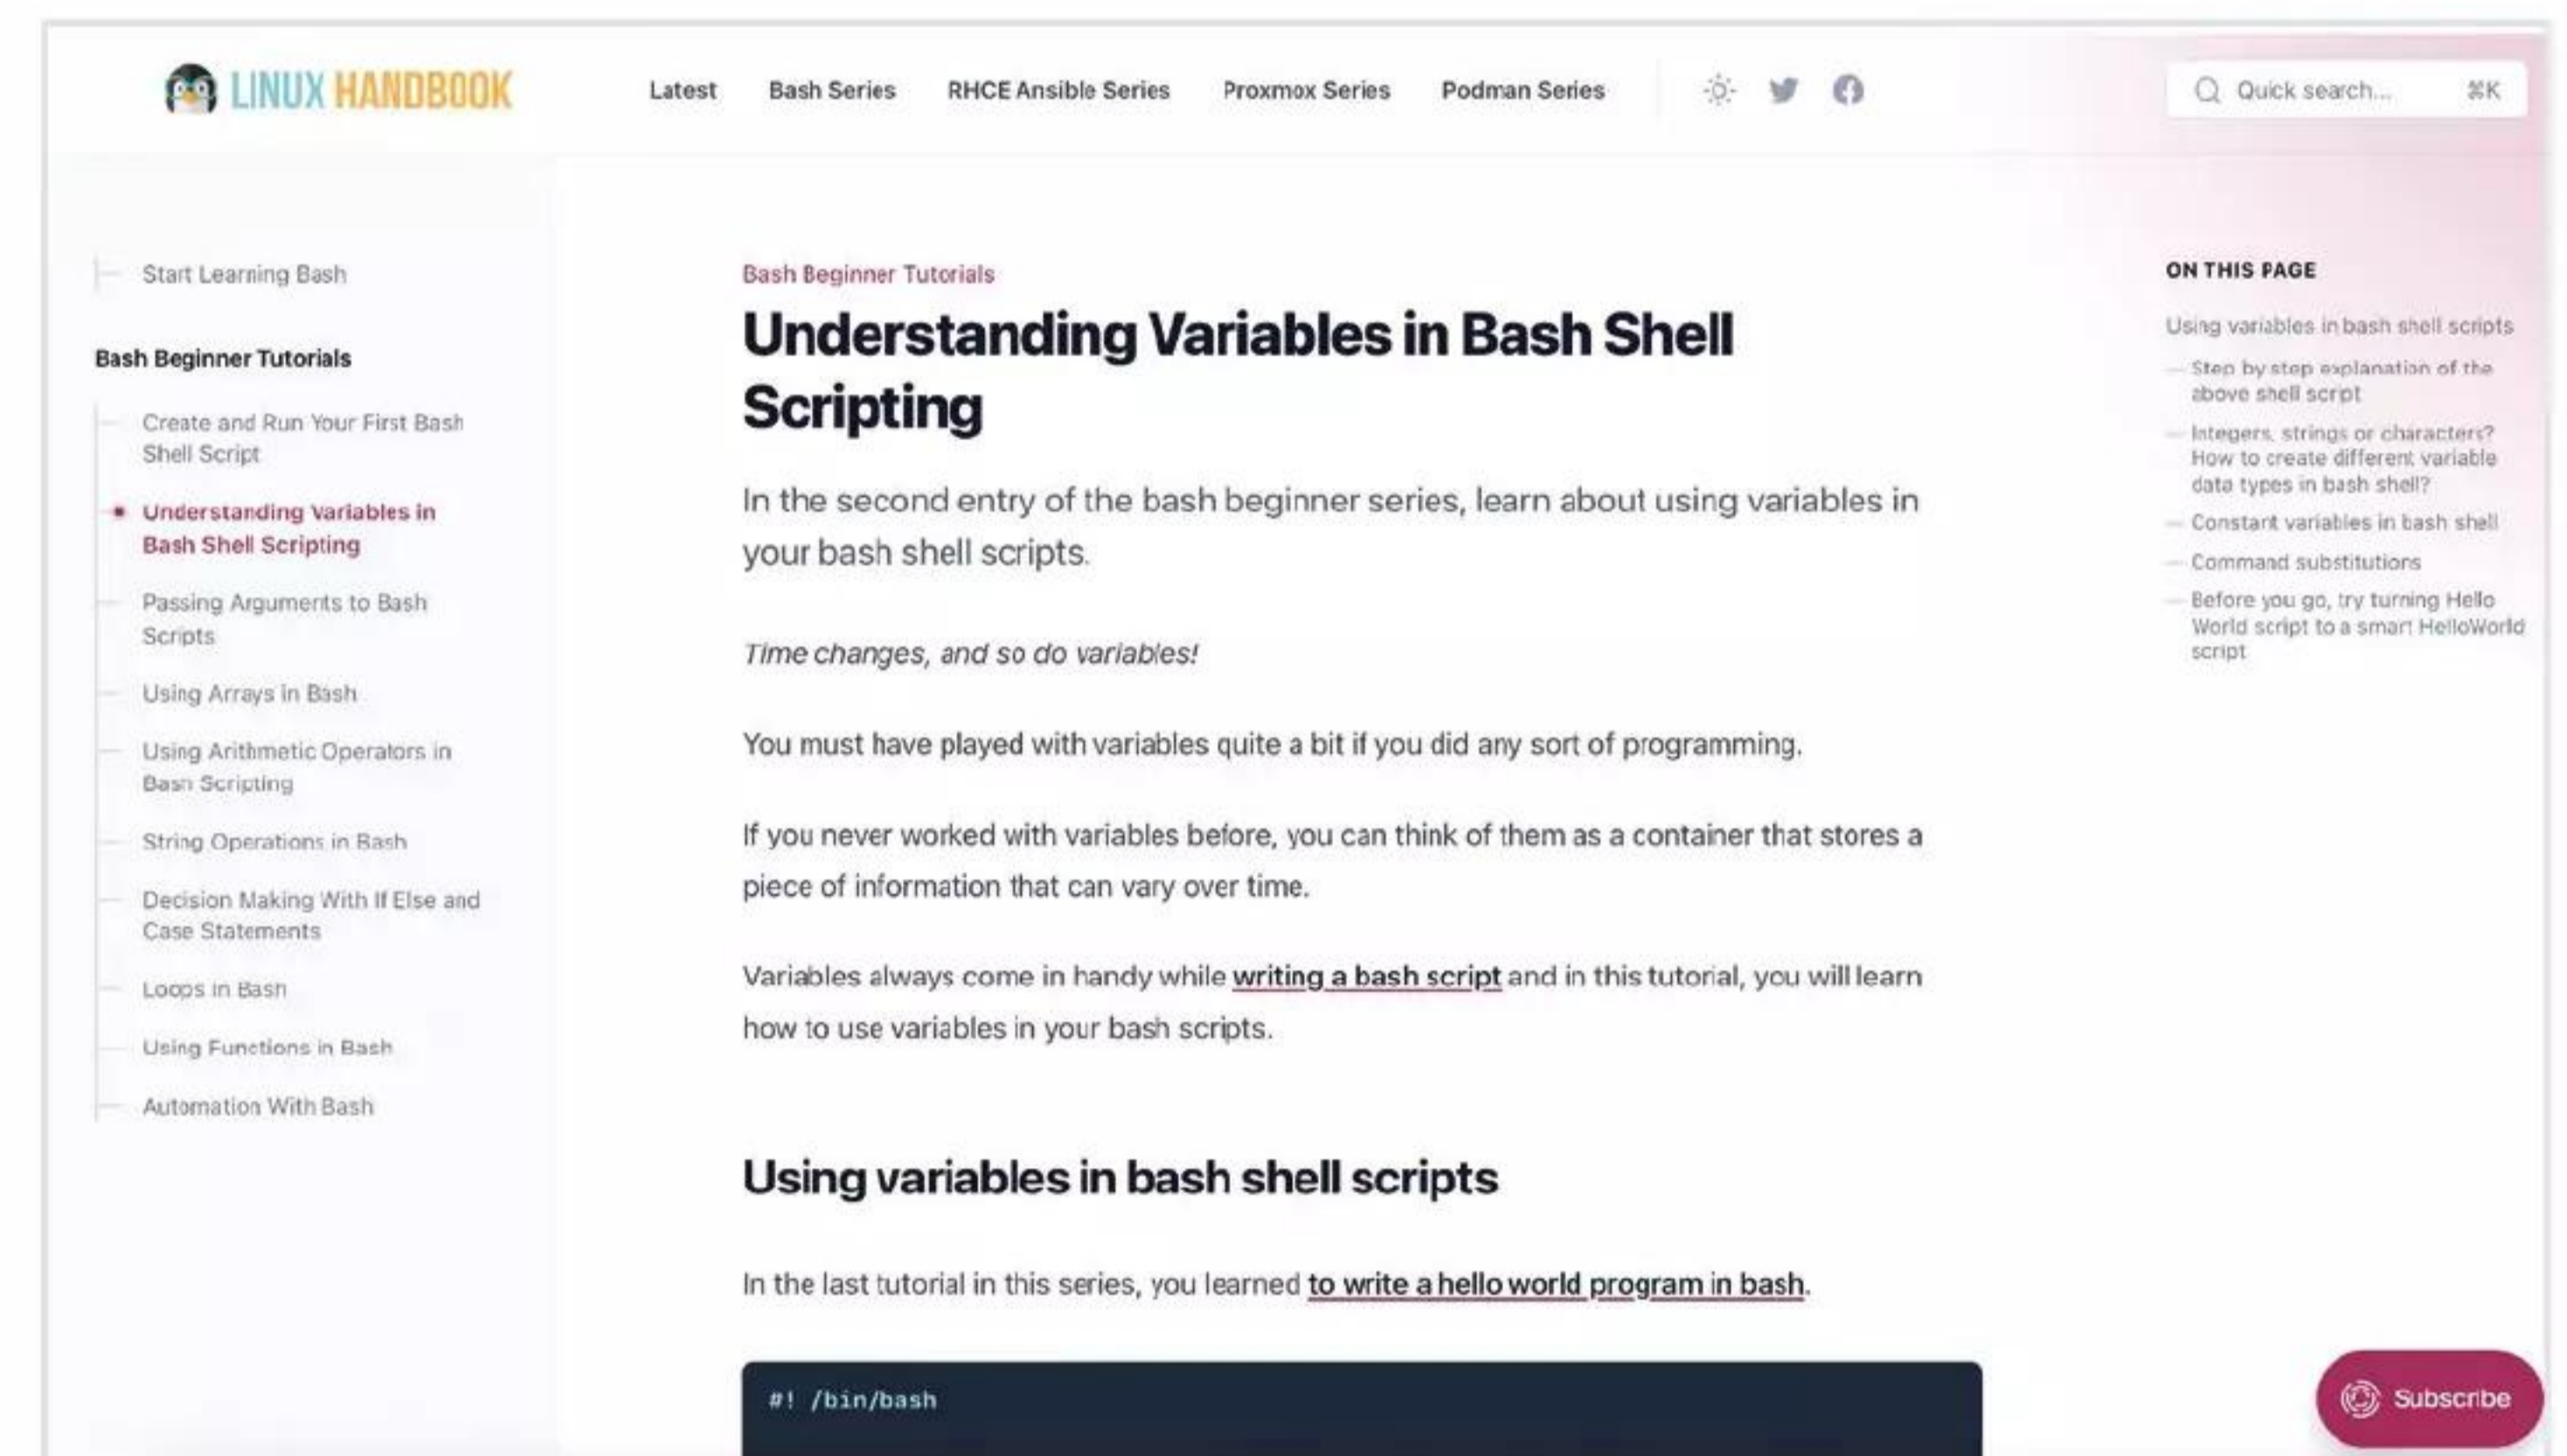 LINUX HANDBOOK
Latest
Bash Series
RHCE Ansible Series
Proxmox Series
Podman Series
Quick search...
⌘K
Start Learning Bash
Bash Beginner Tutorials
Create and Run Your First Bash
Shell Script
Understanding Variables in
Bash Shell Scripting
Passing Arguments to Bash
Scripts
Using Arrays in Bash
Using Arithmetic Operators in
Bash Scripting
String Operations in Bash
Decision Making With If Else and
Case Statements
Loops in Bash
Using Functions in Bash
Automation With Bash
Bash Beginner Tutorials
Understanding Variables in Bash Shell
Scripting
In the second entry of the bash beginner series, learn about using variables in
your bash shell scripts.
Time changes, and so do variables!
You must have played with variables quite a bit if you did any sort of programming.
If you never worked with variables before, you can think of them as a container that stores a
piece of information that can vary over time.
Variables always come in handy while writing a bash script and in this tutorial, you will learn
how to use variables in your bash scripts.
Using variables in bash shell scripts
In the last tutorial in this series, you learned to write a hello world program in bash.
#! /bin/bash
ON THIS PAGE
Using variables in bash shell scripts
Step by step explanation of the
above shell script
Integers, strings or characters?
How to create different variable
data types in bash shell?
Constant variables in bash shell
Command substitutions
Before you go, try turning Hello
World script to a smart HelloWorld
script
Subscribe